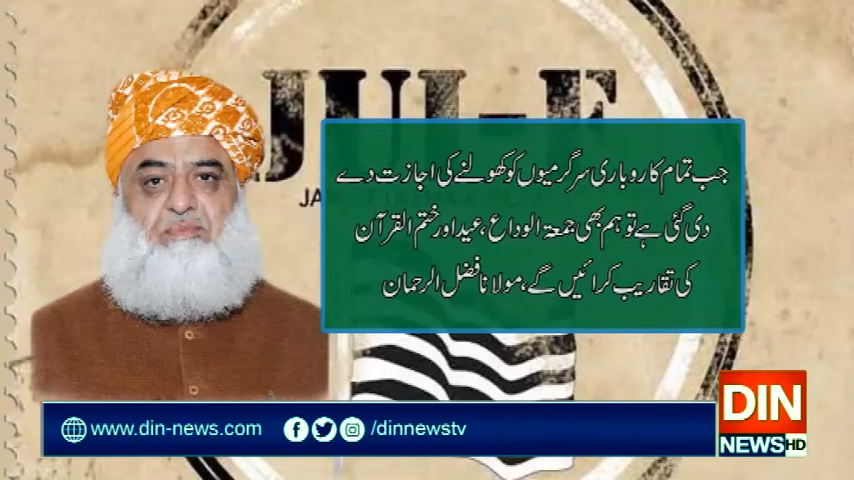 JUI-F
جب تمام کاروباری سرگرمیوں کو کھولنے کی اجازت دے
دی گئی ہے تو ہم بھی جمعۃ الوداع، عید اور ختم القرآن
کی تقاریب کرائیں گے، مولانا فضل الرحمان
www.din-news.com
/dinnewstv
DIN
NEWS HD